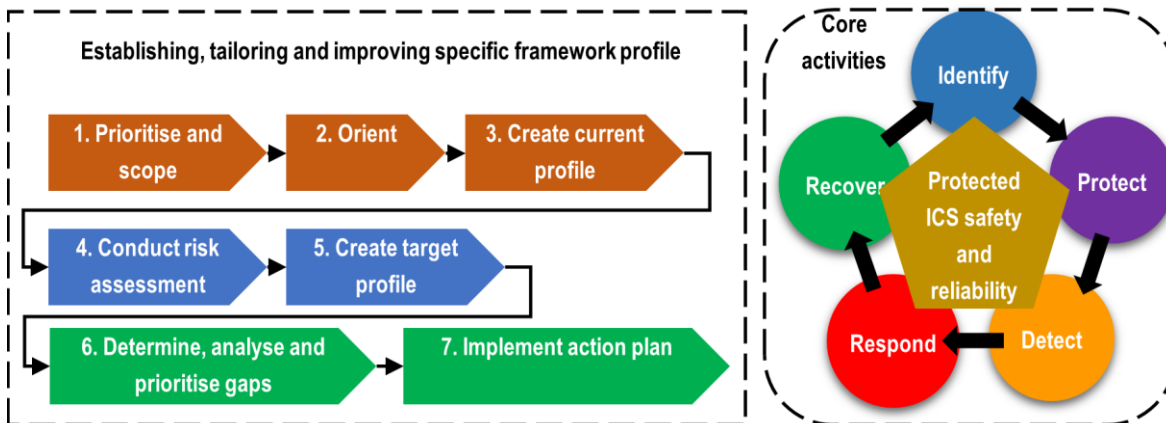 Establishing, tailoring and improving specific framework profile
1. Prioritise and
scope
2. Orient
3. Create current
profile
4. Conduct risk
assessment
5. Create target
profile
6. Determine, analyse and
prioritise gaps
7. Implement action plan
Core
activities
Identify
Protect
Detect
Respond
Recover
Protected
ICS safety
and
reliability